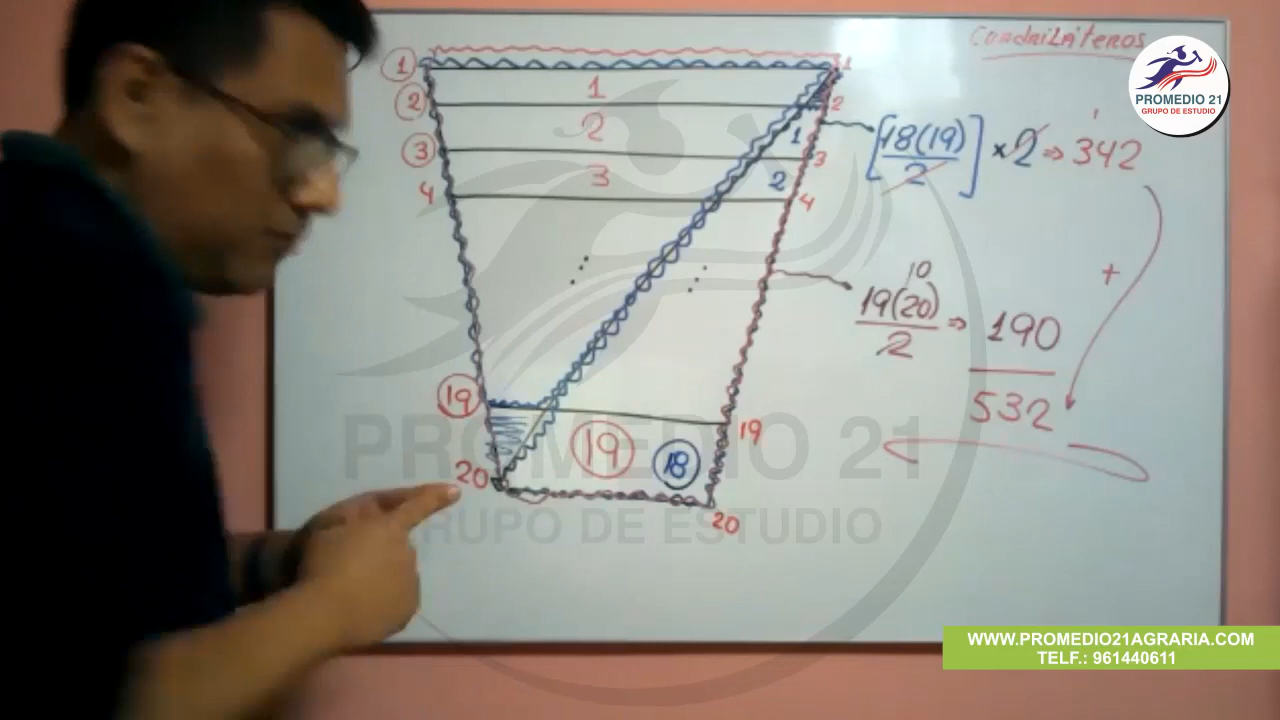 Cuadriláteros
PROMEDIO 21
GRUPO DE ESTUDIO
1 1
1
2 2
2
1
3 3
3
2
4 4
[18(19)/2] × 2 ⇒ 342
1
+
10
19(20)/2 ⇒ 190
532
19 19
19 18
20 20
PROMEDIO 21
GRUPO DE ESTUDIO
WWW.PROMEDIO21AGRARIA.COM
TELF.: 961440611